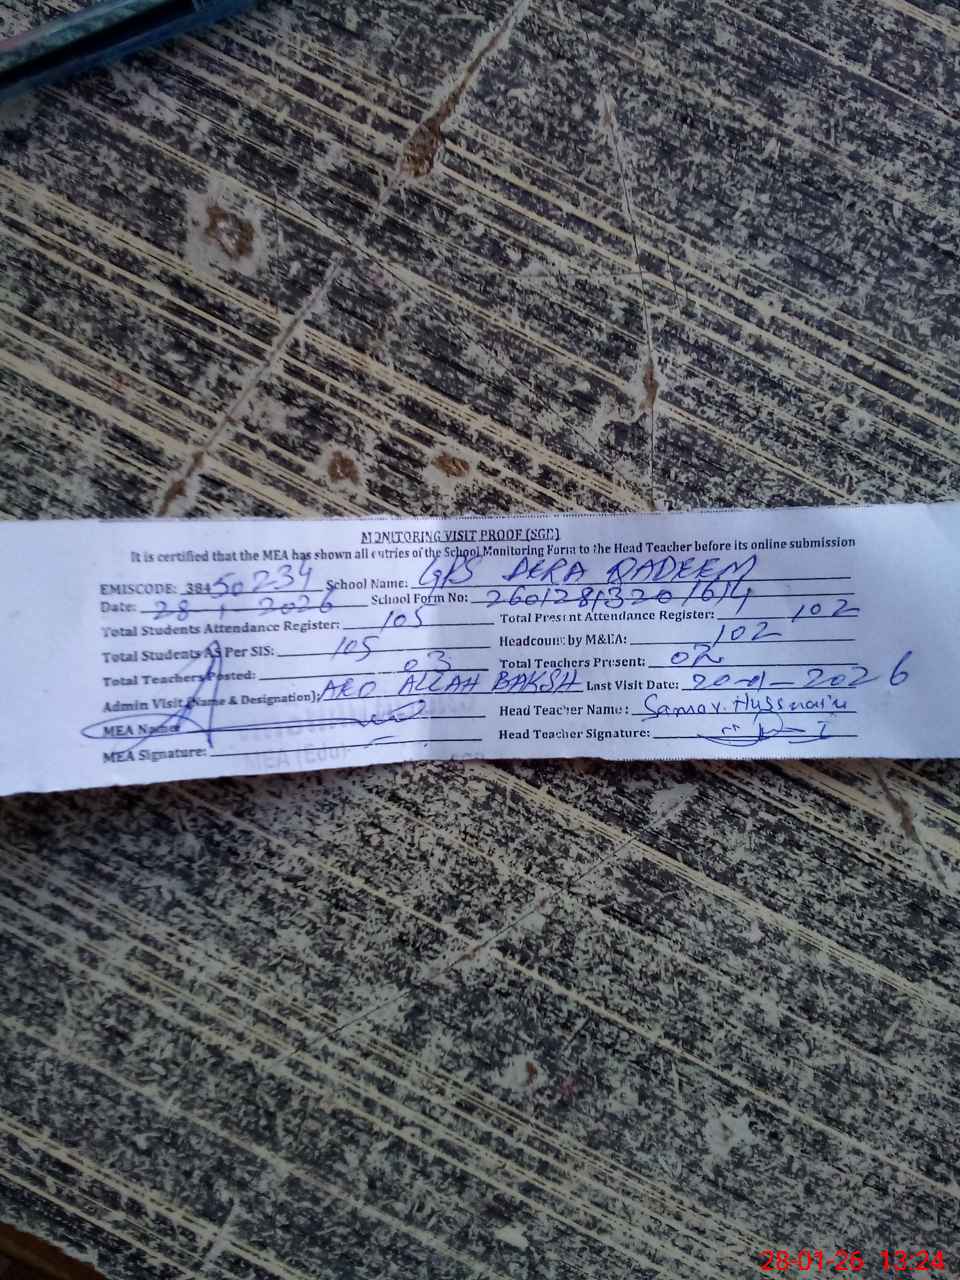 MONITORING VISIT PROOF (SGD)
It is certified that the MEA has shown all entries of the School Monitoring Form to the Head Teacher before its online submission
EMISCODE: 38450234 School Name: GPS DERA QADEEM
Date: 28-1-2026 School Form No:
Total Students Attendance Register: 105 Total Present Attendance Register: 102
Total Students As Per SIS: 105 Headcount by M&EA: 102
Total Teachers Posted: 03 Total Teachers Present: 02
Admin Visit (Name & Designation): AEO ALLAH BAKSH Last Visit Date: 20-1-2026
MEA Name Head Teacher Name:
MEA Signature: Head Teacher Signature:
28-01-26 13:24